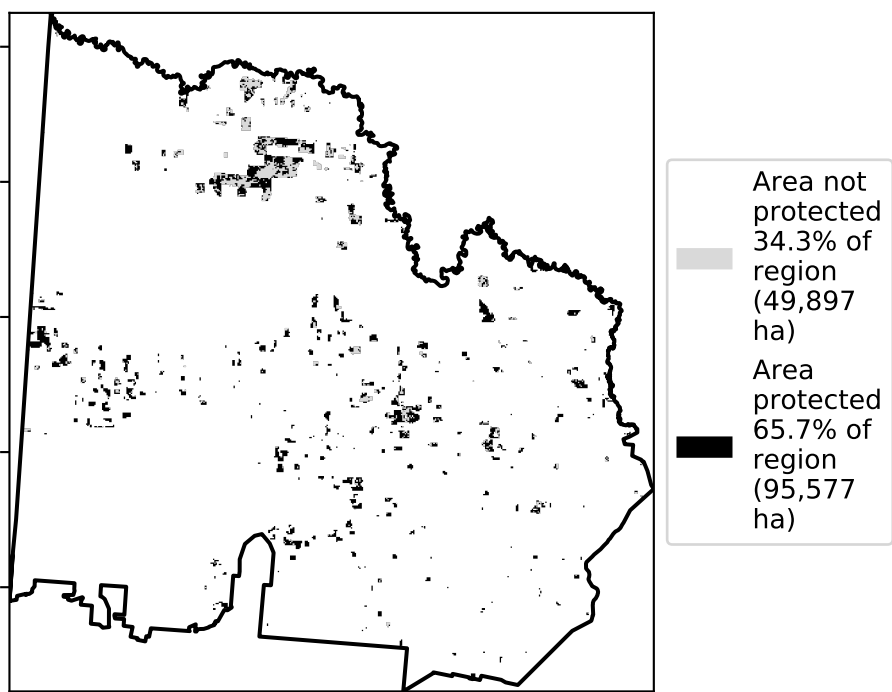 Area not
protected
34.3% of
region
(49,897
ha)
Area
protected
65.7% of
region
(95,577
ha)